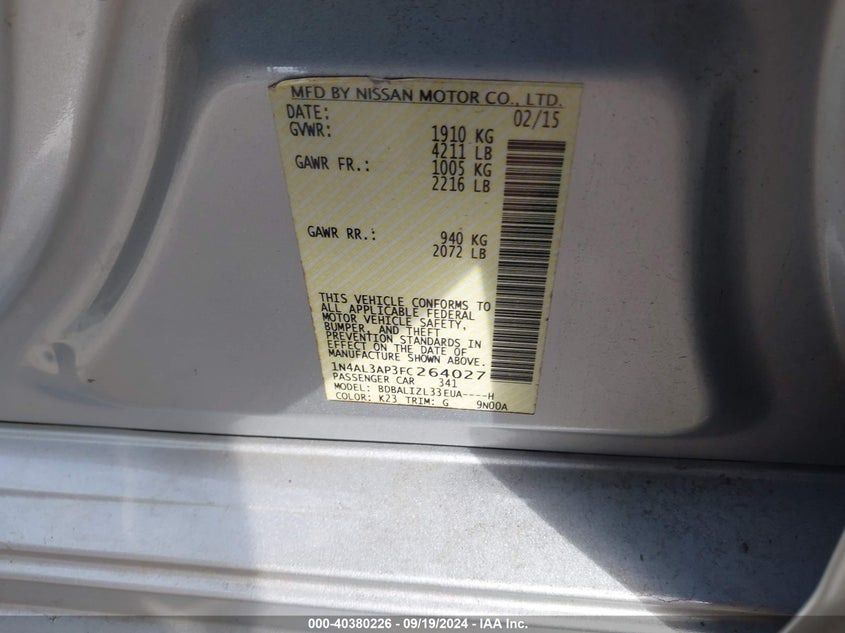 MFD BY NISSAN MOTOR CO., LTD.
DATE: 02/15
GVWR: 1910 KG
4211 LB
GAWR FR.: 1005 KG
2216 LB
GAWR RR.: 940 KG
2072 LB
THIS VEHICLE CONFORMS TO
ALL APPLICABLE FEDERAL
MOTOR VEHICLE SAFETY,
BUMPER, AND THEFT
PREVENTION STANDARDS IN
EFFECT ON THE DATE OF
MANUFACTURE SHOWN ABOVE.
1N4AL3AP3FC264027
PASSENGER CAR 341
MODEL: BDBALIZL33EUA----H
COLOR: K23 TRIM: G 9N00A
000-40380226 - 09/19/2024 - IAA Inc.